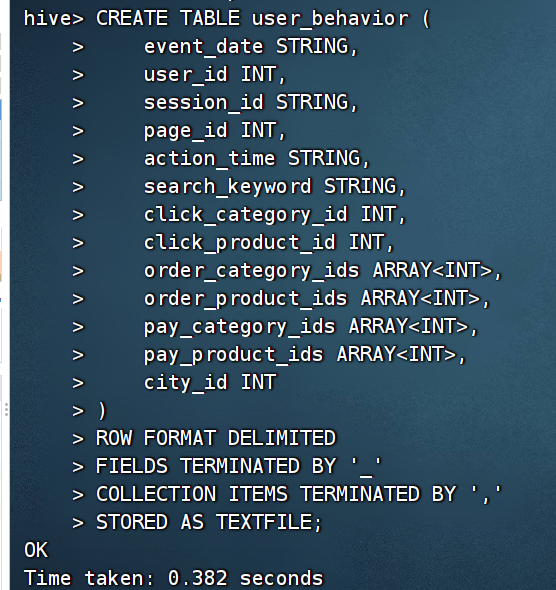 hive> CREATE TABLE user_behavior (
    >     event_date STRING,
    >     user_id INT,
    >     session_id STRING,
    >     page_id INT,
    >     action_time STRING,
    >     search_keyword STRING,
    >     click_category_id INT,
    >     click_product_id INT,
    >     order_category_ids ARRAY<INT>,
    >     order_product_ids ARRAY<INT>,
    >     pay_category_ids ARRAY<INT>,
    >     pay_product_ids ARRAY<INT>,
    >     city_id INT
    > )
    > ROW FORMAT DELIMITED
    > FIELDS TERMINATED BY '_'
    > COLLECTION ITEMS TERMINATED BY ','
    > STORED AS TEXTFILE;
OK
Time taken: 0.382 seconds